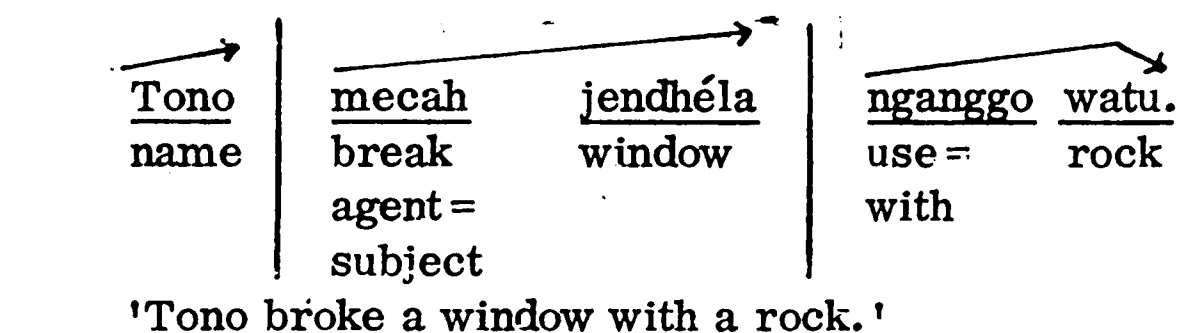 Tono mecah jendhéla nganggo watu.
name break window use= rock
agent= with
subject
'Tono broke a window with a rock.'